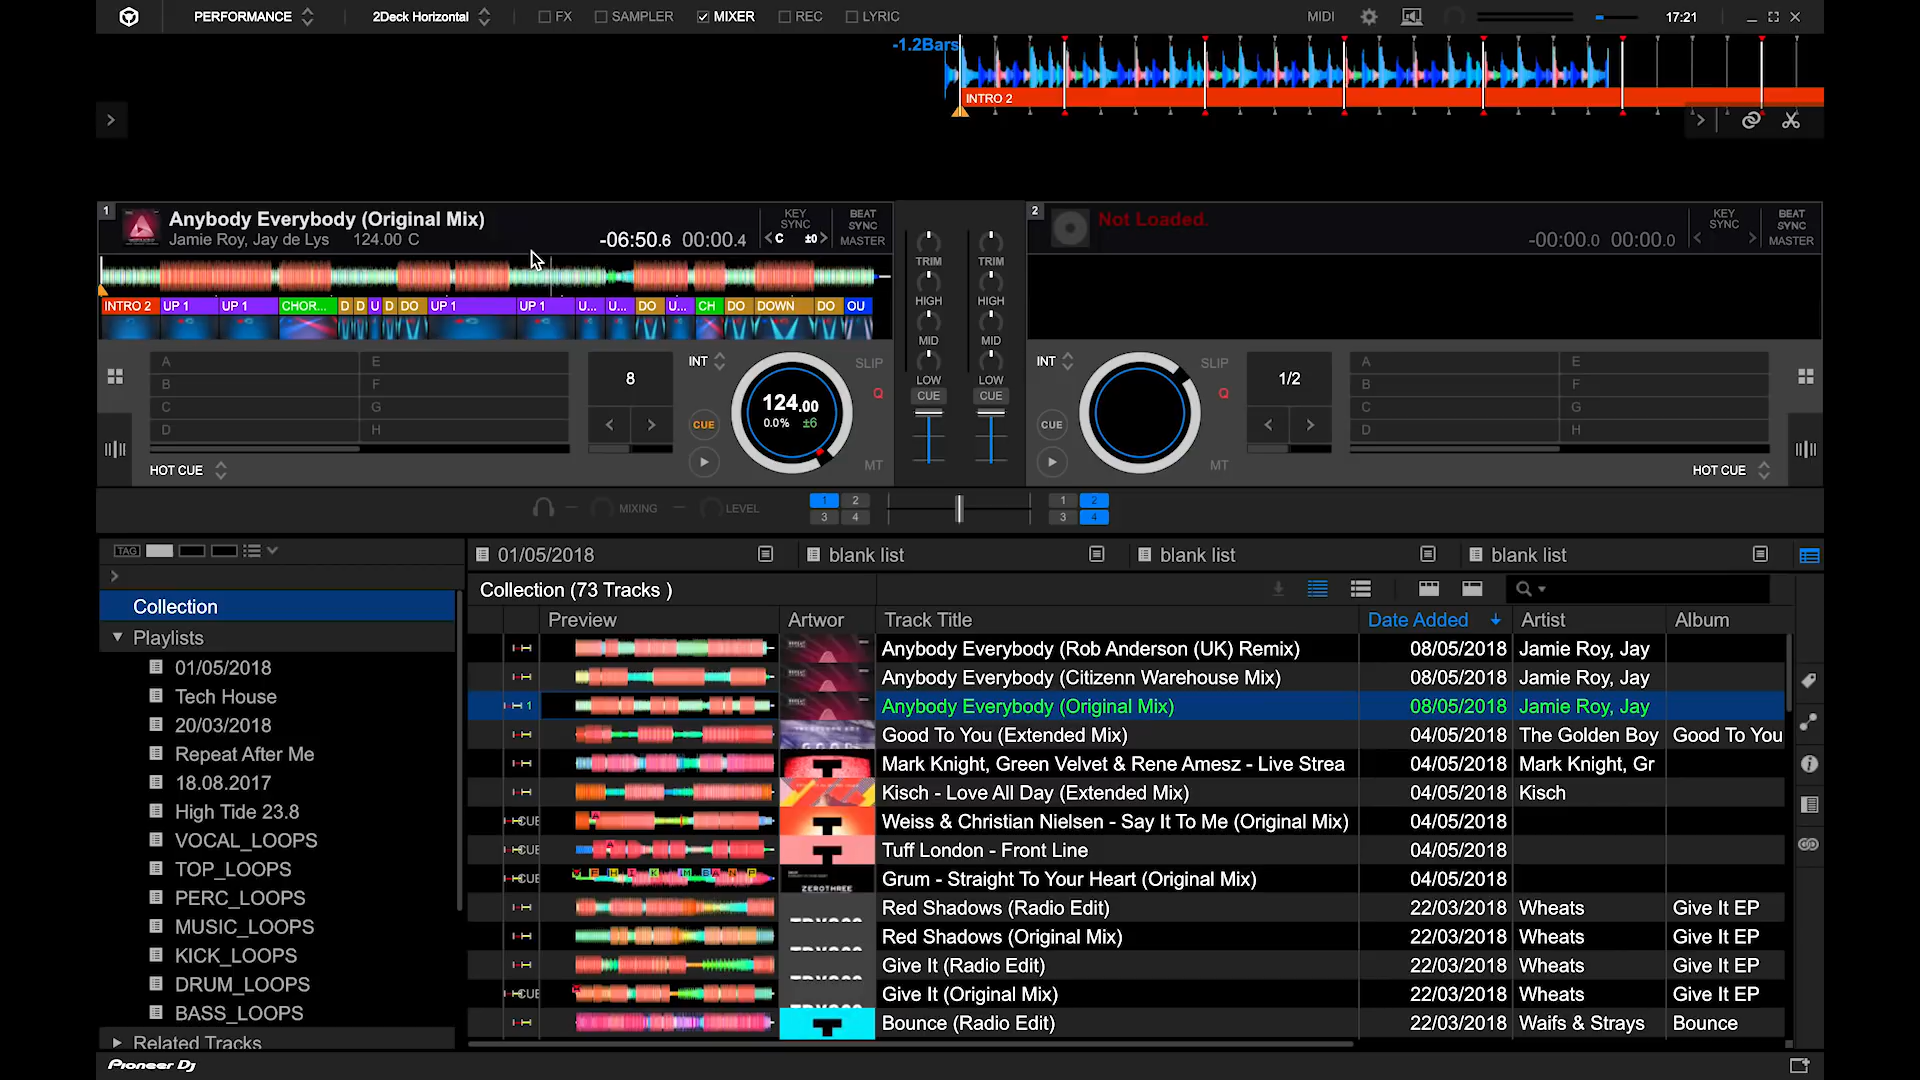 PERFORMANCE 2Deck Horizontal FX SAMPLER MIXER REC LYRIC MIDI 17:21
-1.2Bars
INTRO 2
1 Anybody Everybody (Original Mix)
Jamie Roy, Jay de Lys 124.00 C
-06:50.6 00:00.4
KEY SYNC
< C ±0 >
BEAT SYNC
MASTER
INTRO 2 UP 1 UP 1 CHOR... D D U D DO UP 1 UP 1 U... U... DO U... CH DO DOWN DO OU
A E
B F
C G
D H
HOT CUE
8
INT
CUE
124.00
0.0% ±6
SLIP
Q
MT
TRIM TRIM
HIGH HIGH
MID MID
LOW LOW
CUE CUE
2 Not Loaded.
-00:00.0 00:00.0
KEY SYNC
BEAT SYNC
MASTER
INT
CUE
SLIP
Q
MT
1/2
A E
B F
C G
D H
HOT CUE
MIXING LEVEL
1 2
3 4
1 2
3 4
TAG
Collection
Playlists
01/05/2018
Tech House
20/03/2018
Repeat After Me
18.08.2017
High Tide 23.8
VOCAL_LOOPS
TOP_LOOPS
PERC_LOOPS
MUSIC_LOOPS
KICK_LOOPS
DRUM_LOOPS
BASS_LOOPS
Related Tracks
01/05/2018 blank list blank list blank list
Collection (73 Tracks )
Preview Artwor Track Title Date Added Artist Album
Anybody Everybody (Rob Anderson (UK) Remix) 08/05/2018 Jamie Roy, Jay
Anybody Everybody (Citizenn Warehouse Mix) 08/05/2018 Jamie Roy, Jay
1 Anybody Everybody (Original Mix) 08/05/2018 Jamie Roy, Jay
Good To You (Extended Mix) 04/05/2018 The Golden Boy Good To You
Mark Knight, Green Velvet & Rene Amesz - Live Strea 04/05/2018 Mark Knight, Gr
Kisch - Love All Day (Extended Mix) 04/05/2018 Kisch
CUE Weiss & Christian Nielsen - Say It To Me (Original Mix) 04/05/2018
CUE Tuff London - Front Line 04/05/2018
CUE ZEROTHREE Grum - Straight To Your Heart (Original Mix) 04/05/2018
Red Shadows (Radio Edit) 22/03/2018 Wheats Give It EP
Red Shadows (Original Mix) 22/03/2018 Wheats Give It EP
Give It (Radio Edit) 22/03/2018 Wheats Give It EP
CUE Give It (Original Mix) 22/03/2018 Wheats Give It EP
Bounce (Radio Edit) 22/03/2018 Waifs & Strays Bounce
Pioneer Dj